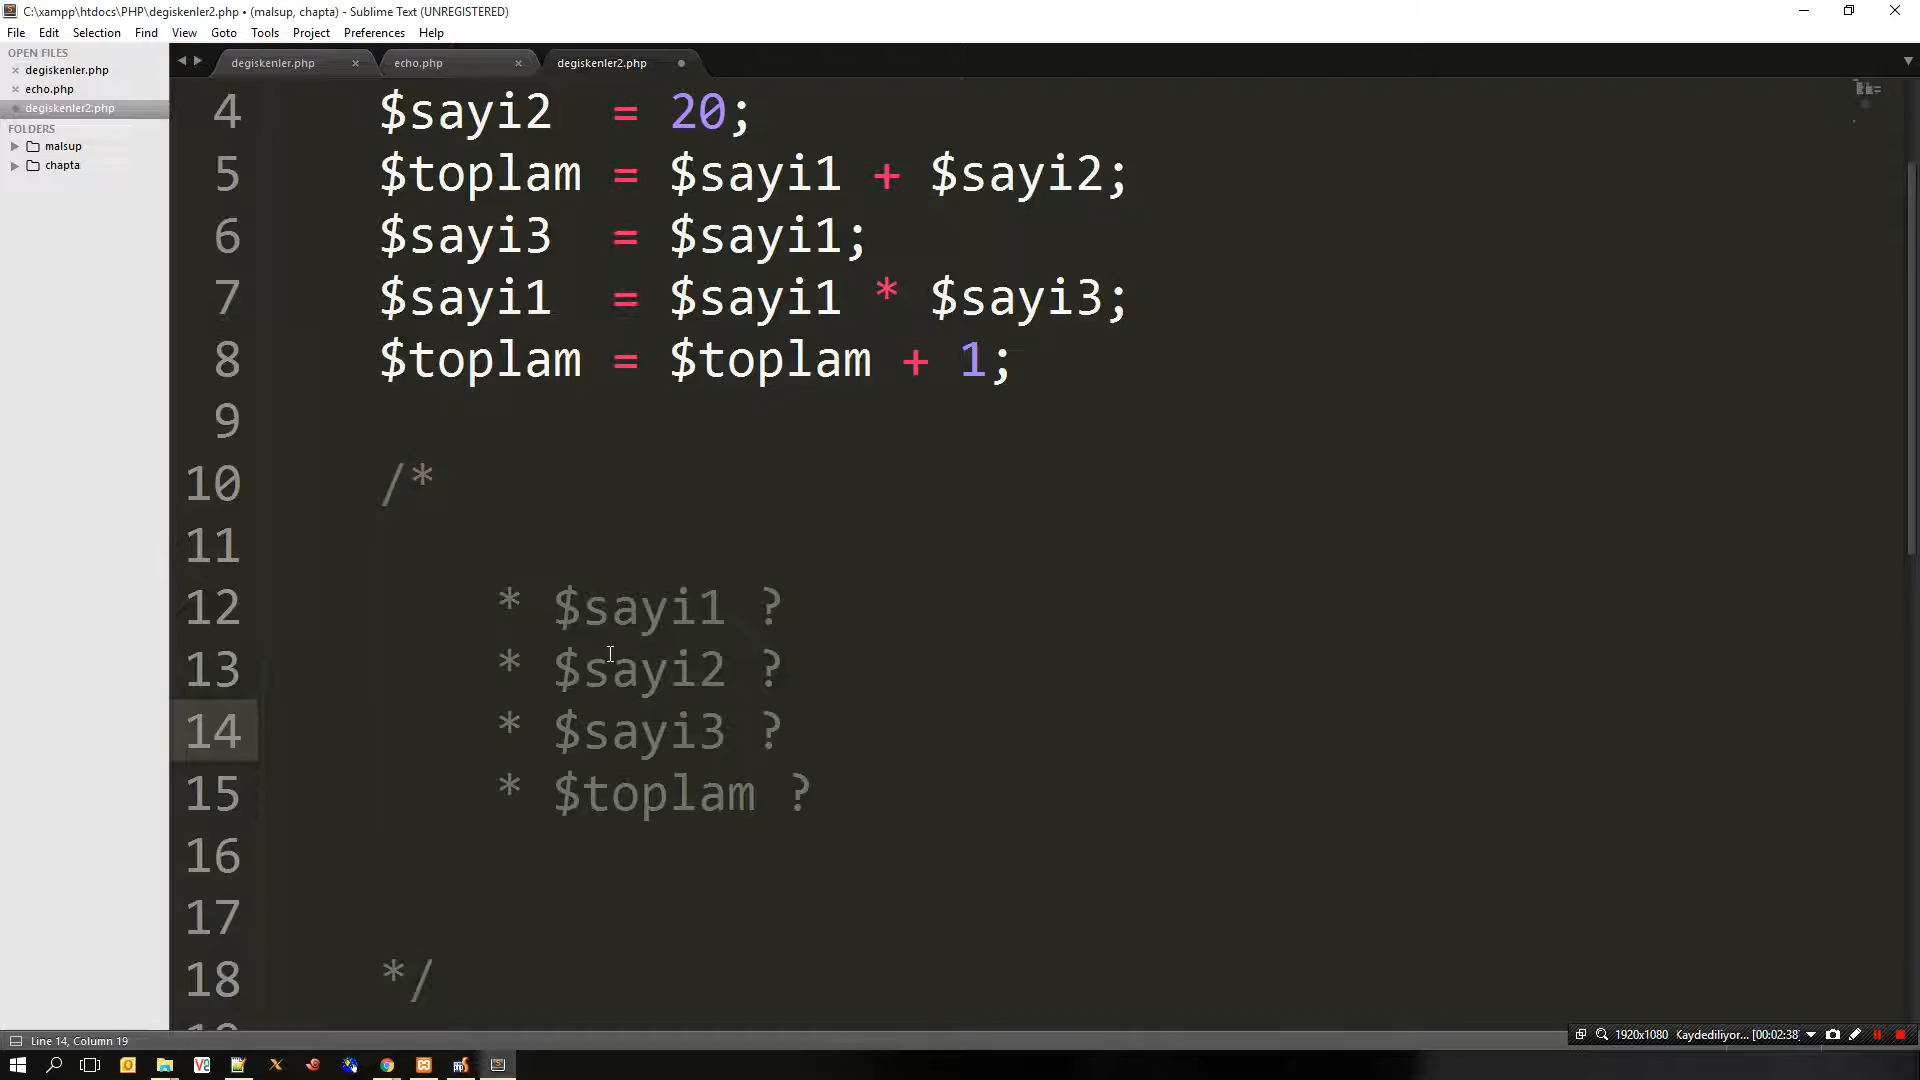 C:\xampp\htdocs\PHP\degiskenler2.php • (malsup, chapta) - Sublime Text (UNREGISTERED)
File Edit Selection Find View Goto Tools Project Preferences Help
OPEN FILES
degiskenler.php
echo.php
degiskenler2.php
FOLDERS
malsup
chapta
degiskenler.php echo.php degiskenler2.php
4 $sayi2 = 20;
5 $toplam = $sayi1 + $sayi2;
6 $sayi3 = $sayi1;
7 $sayi1 = $sayi1 * $sayi3;
8 $toplam = $toplam + 1;
9
10 /*
11
12 * $sayi1 ?
13 * $sayi2 ?
14 * $sayi3 ?
15 * $toplam ?
16
17
18 */
Line 14, Column 19
1920x1080 Kaydediliyor... [00:02:38]